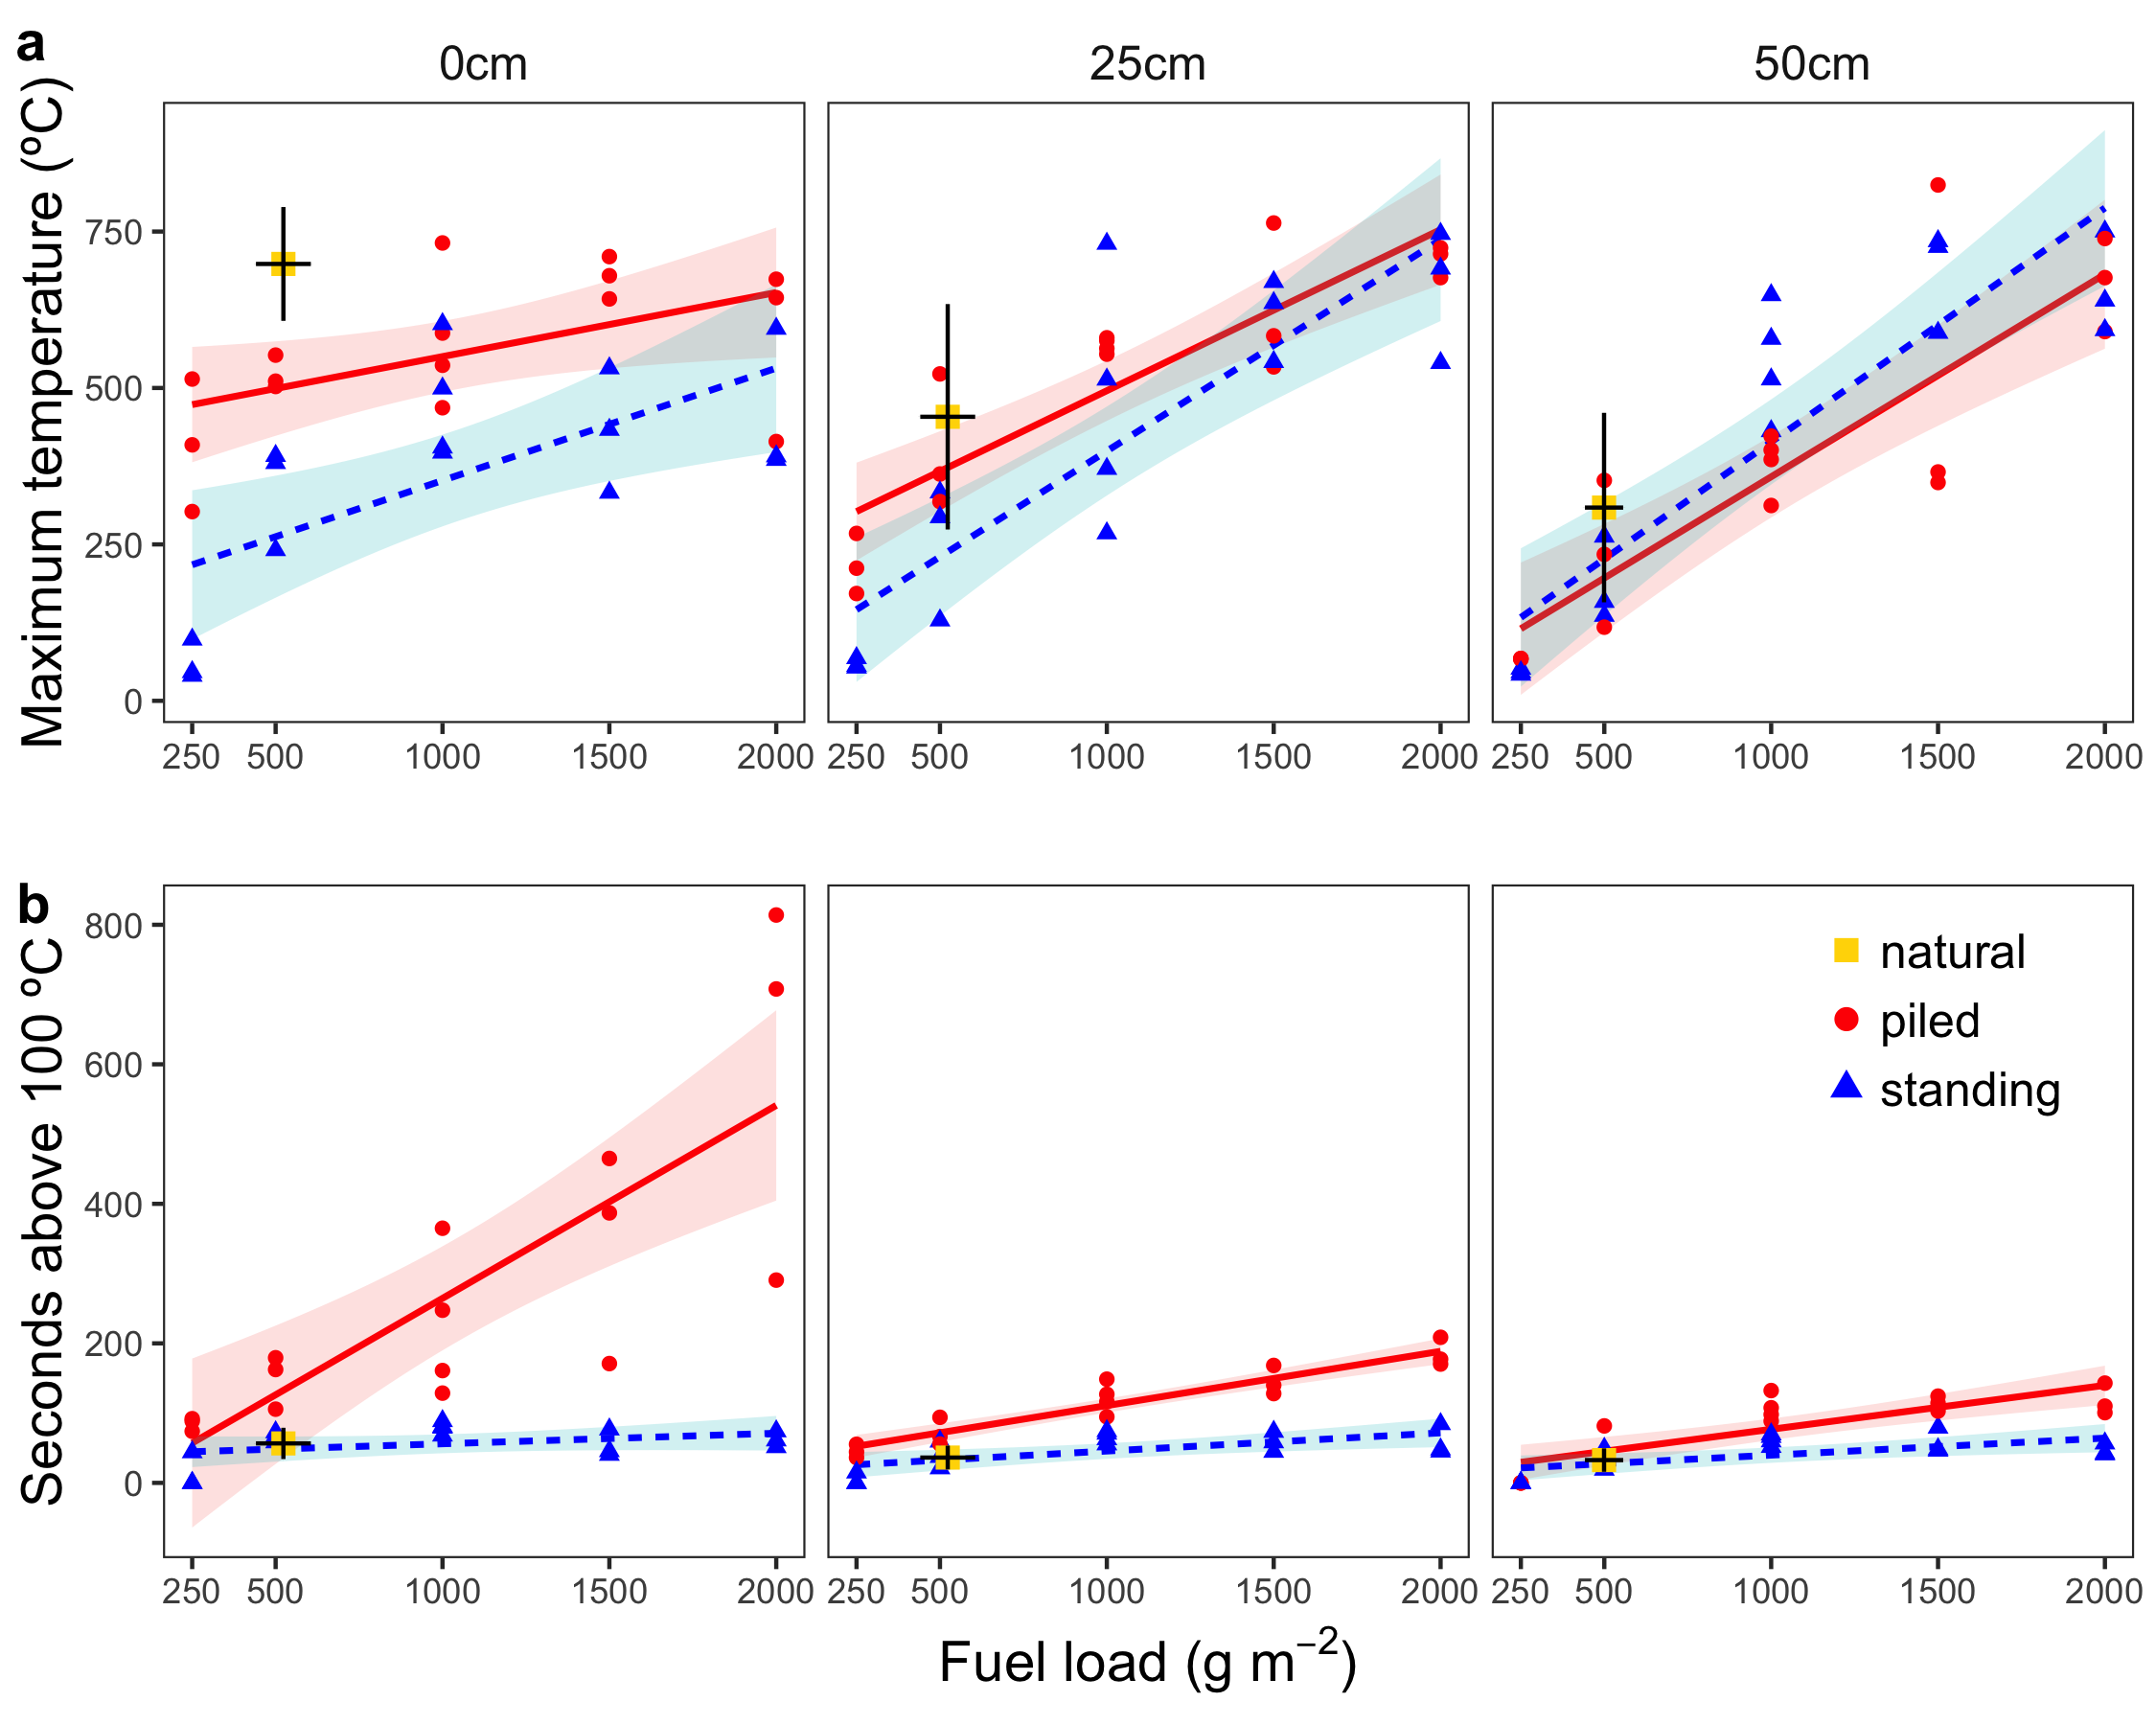 a
0cm 25cm 50cm
Maximum temperature (ºC)
750
500
250
0
250 500 1000 1500 2000 250 500 1000 1500 2000 250 500 1000 1500 2000
b
Seconds above 100 ºC
800
600
400
200
0
natural
piled
standing
250 500 1000 1500 2000 250 500 1000 1500 2000 250 500 1000 1500 2000
Fuel load (g m⁻²)